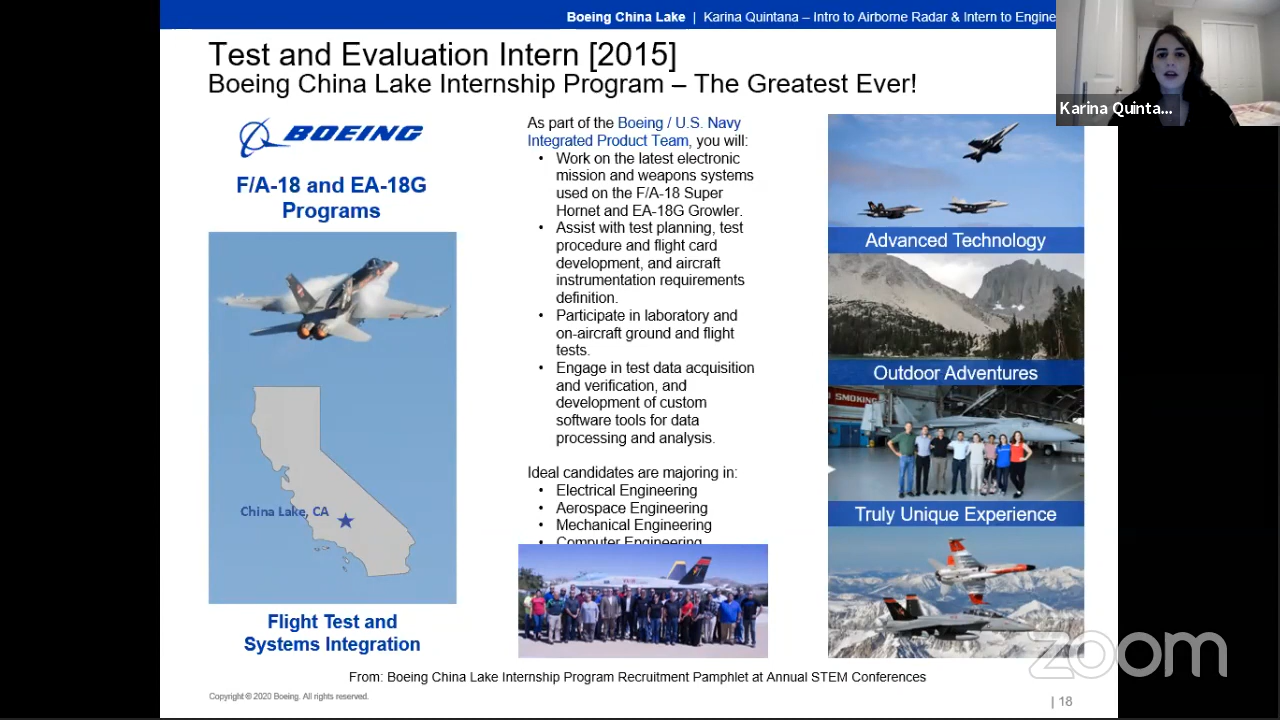 Boeing China Lake | Karina Quintana – Intro to Airborne Radar & Intern to Engine
Karina Quinta...
Test and Evaluation Intern [2015]
Boeing China Lake Internship Program – The Greatest Ever!
BOEING
F/A-18 and EA-18G
Programs
China Lake, CA
Flight Test and
Systems Integration
As part of the Boeing / U.S. Navy
Integrated Product Team, you will:
• Work on the latest electronic
mission and weapons systems
used on the F/A-18 Super
Hornet and EA-18G Growler.
• Assist with test planning, test
procedure and flight card
development, and aircraft
instrumentation requirements
definition.
• Participate in laboratory and
on-aircraft ground and flight
tests.
• Engage in test data acquisition
and verification, and
development of custom
software tools for data
processing and analysis.
Ideal candidates are majoring in:
• Electrical Engineering
• Aerospace Engineering
• Mechanical Engineering
• Computer Engineering
Advanced Technology
Outdoor Adventures
SMOKING
Truly Unique Experience
zoom
From: Boeing China Lake Internship Program Recruitment Pamphlet at Annual STEM Conferences
Copyright © 2020 Boeing. All rights reserved.
| 18